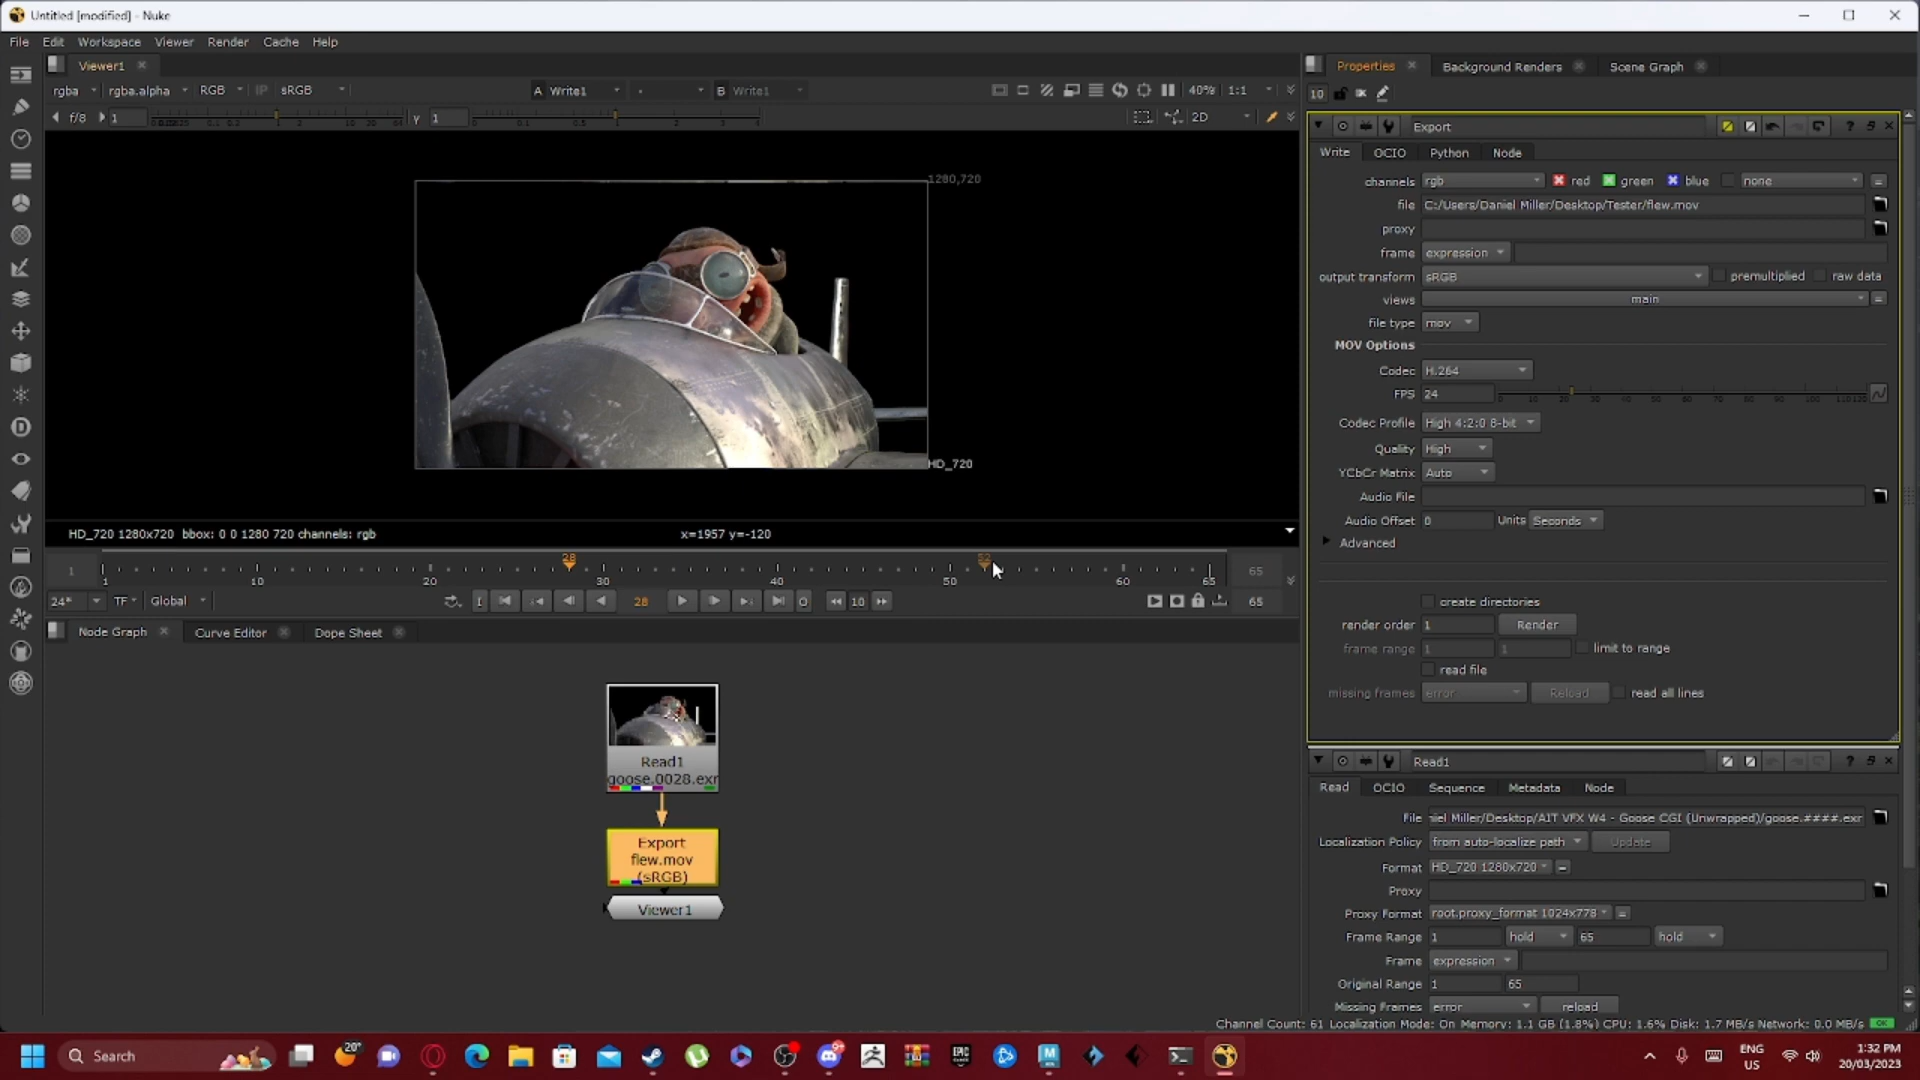 Untitled [modified] - Nuke
File Edit Workspace Viewer Render Cache Help
Viewer1
rgba rgba.alpha RGB IP sRGB A Write1 - B Write1 40% 1:1
f/8 1 γ 1 2D
1280,720
HD_720
HD_720 1280x720 bbox: 0 0 1280 720 channels: rgb x=1957 y=-120
28 52
1 1 10 20 30 40 50 60 65 65
24* TF Global I 28 O 10 65
Node Graph Curve Editor Dope Sheet
Read1
goose.0028.exr
Export
flew.mov
(sRGB)
Viewer1
Properties Background Renders Scene Graph
10
Export
Write OCIO Python Node
channels rgb red green blue none =
file C:/Users/Daniel Miller/Desktop/Tester/flew.mov
proxy
frame expression
output transform sRGB premultiplied raw data
views main =
file type mov
MOV Options
Codec H.264
FPS 24
Codec Profile High 4:2:0 8-bit
Quality High
YCbCr Matrix Auto
Audio File
Audio Offset 0 Units Seconds
Advanced
create directories
render order 1 Render
frame range 1 1 limit to range
read file
missing frames error Reload read all lines
Read1
Read OCIO Sequence Metadata Node
File iel Miller/Desktop/AIT VFX W4 - Goose CGI (Unwrapped)/goose.####.exr
Localization Policy from auto-localize path Update
Format HD_720 1280x720 =
Proxy
Proxy Format root.proxy_format 1024x778 =
Frame Range 1 hold 65 hold
Frame expression
Original Range 1 65
Missing Frames error reload
Channel Count: 61 Localization Mode: On Memory: 1.1 GB (1.8%) CPU: 1.6% Disk: 1.7 MB/s Network: 0.0 MB/s OK
Search 20° EPIC ENG US 1:32 PM
20/03/2023